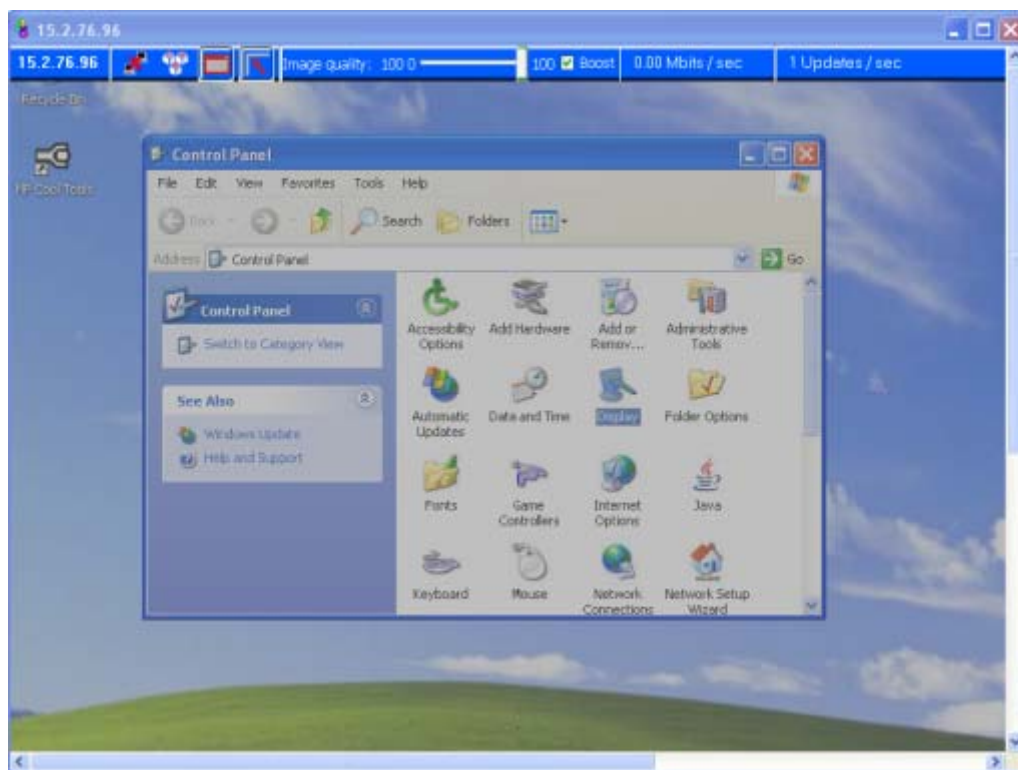 15.2.76.96
15.2.76.96 Image quality: 100 0 100 Boost 0.00 Mbits / sec 1 Updates / sec
Recycle Bin
HP Cool Tools
Control Panel
File Edit View Favorites Tools Help
Back Search Folders
Address Control Panel Go
Control Panel
Switch to Category View
See Also
Windows Update
Help and Support
Accessibility Options
Add Hardware
Add or Remov...
Administrative Tools
Automatic Updates
Date and Time
Display
Folder Options
Fonts
Game Controllers
Internet Options
Java
Keyboard
Mouse
Network Connections
Network Setup Wizard